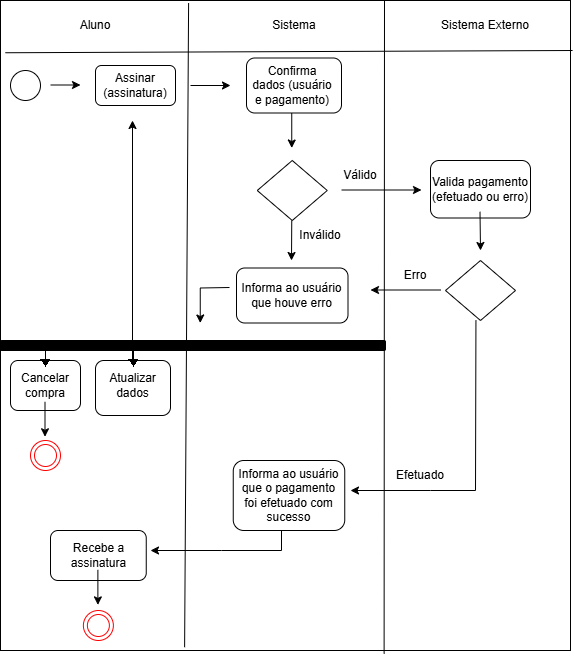 Aluno
Sistema
Sistema Externo
Assinar
(assinatura)
Confirma
dados (usuário
e pagamento)
Válido
Valida pagamento
(efetuado ou erro)
Inválido
Erro
Informa ao usuário
que houve erro
Cancelar
compra
Atualizar
dados
Efetuado
Informa ao usuário
que o pagamento
foi efetuado com
sucesso
Recebe a
assinatura